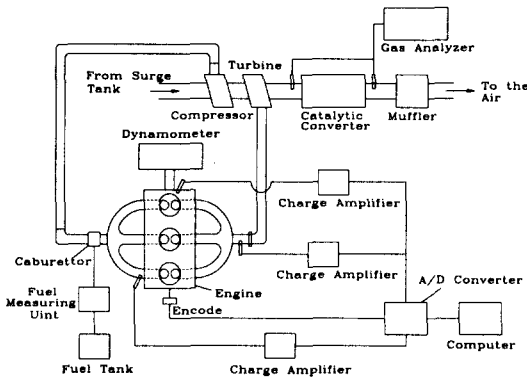 Gas Analyzer
Turbine
From Surge
Tank
To the
Air
Compressor
Catalytic
Converter
Muffler
Dynamometer
Charge Amplifier
Caburettor
Charge Amplifier
A/D Converter
Engine
Fuel
Measuring
Uint
Encode
Computer
Fuel Tank
Charge Amplifier